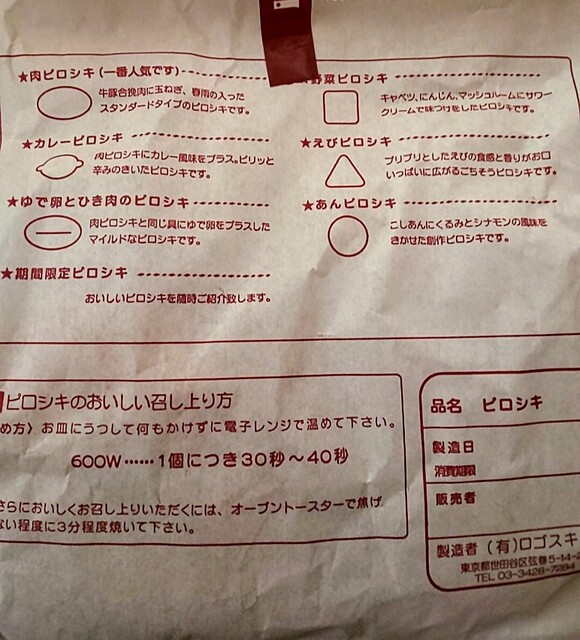 ★肉ピロシキ(一番人気です)
牛豚合挽肉に玉ねぎ、春雨の入った
スタンダードタイプのピロシキです。
★カレーピロシキ
肉ピロシキにカレー風味をプラス。ピリッと
辛みのきいたピロシキです。
★ゆで卵とひき肉のピロシキ
肉ピロシキと同じ具にゆで卵をプラスした
マイルドなピロシキです。
★期間限定ピロシキ
おいしいピロシキを随時ご紹介致します。
野菜ピロシキ
キャベツ、にんじん、マッシュルームにサワー
クリームで味つけをしたピロシキです。
★えびピロシキ
プリプリとしたえびの食感と香りがお口
いっぱいに広がるごちそうピロシキです。
★あんピロシキ
こしあんにくるみとシナモンの風味を
きかせた創作ピロシキです。
ピロシキのおいしい召し上り方
め方〉お皿にうつして何もかけずに電子レンジで温めて下さい。
600W……1個につき30秒〜40秒
さらにおいしくお召し上りいただくには、オーブントースターで焦げ
ない程度に3分程度焼いて下さい。
品名 ピロシキ
製造日
消費期限
販売者
製造者 (有)ロゴスキ
東京都世田谷区弦巻5-14-
TEL 03-3428-